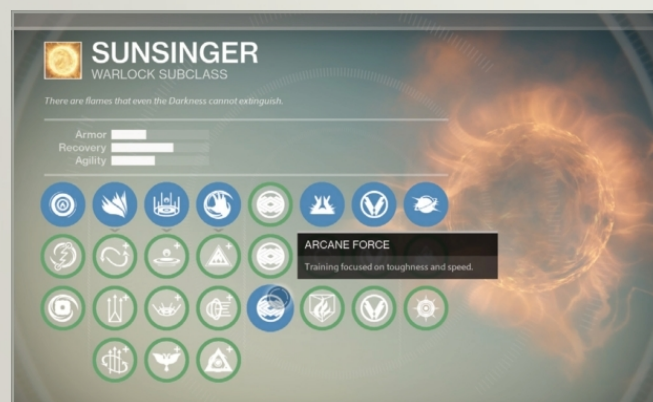 SUNSINGER
WARLOCK SUBCLASS
There are flames that even the Darkness cannot extinguish.
Armor
Recovery
Agility
ARCANE FORCE
Training focused on toughness and speed.